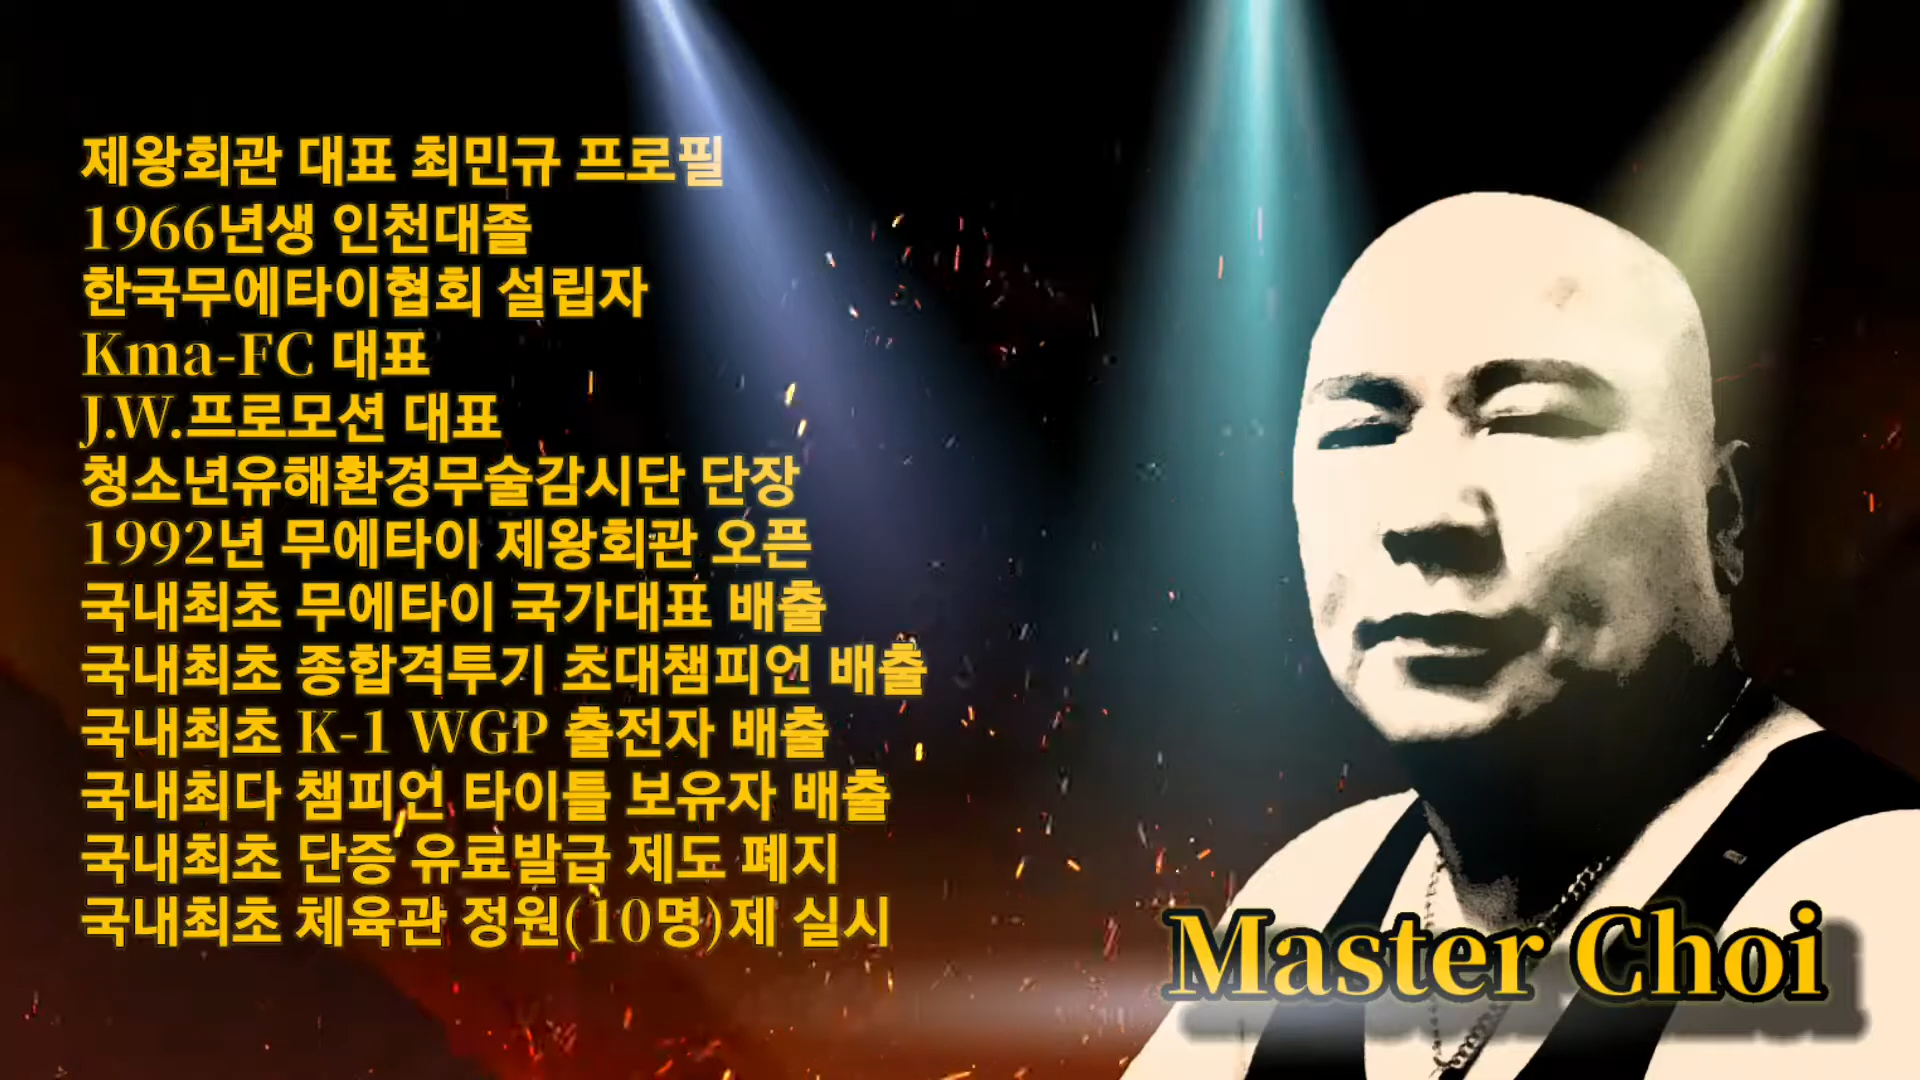 제왕회관 대표 최민규 프로필
1966년생 인천대졸
한국무에타이협회 설립자
Kma-FC 대표
J.W.프로모션 대표
청소년유해환경무술감시단 단장
1992년 무에타이 제왕회관 오픈
국내최초 무에타이 국가대표 배출
국내최초 종합격투기 초대챔피언 배출
국내최초 K-1 WGP 출전자 배출
국내최다 챔피언 타이틀 보유자 배출
국내최초 단증 유료발급 제도 폐지
국내최초 체육관 정원(10명)제 실시
Master Choi